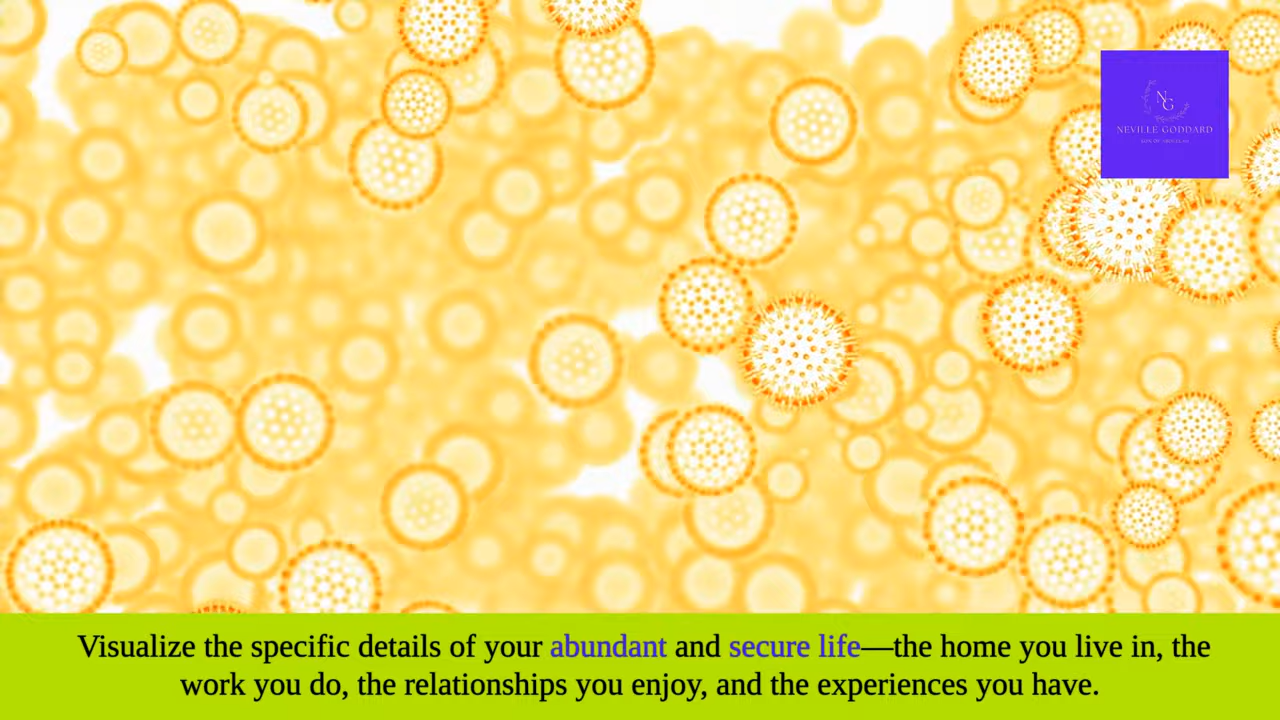 NG
NEVILLE GODDARD
Visualize the specific details of your abundant and secure life—the home you live in, the
work you do, the relationships you enjoy, and the experiences you have.